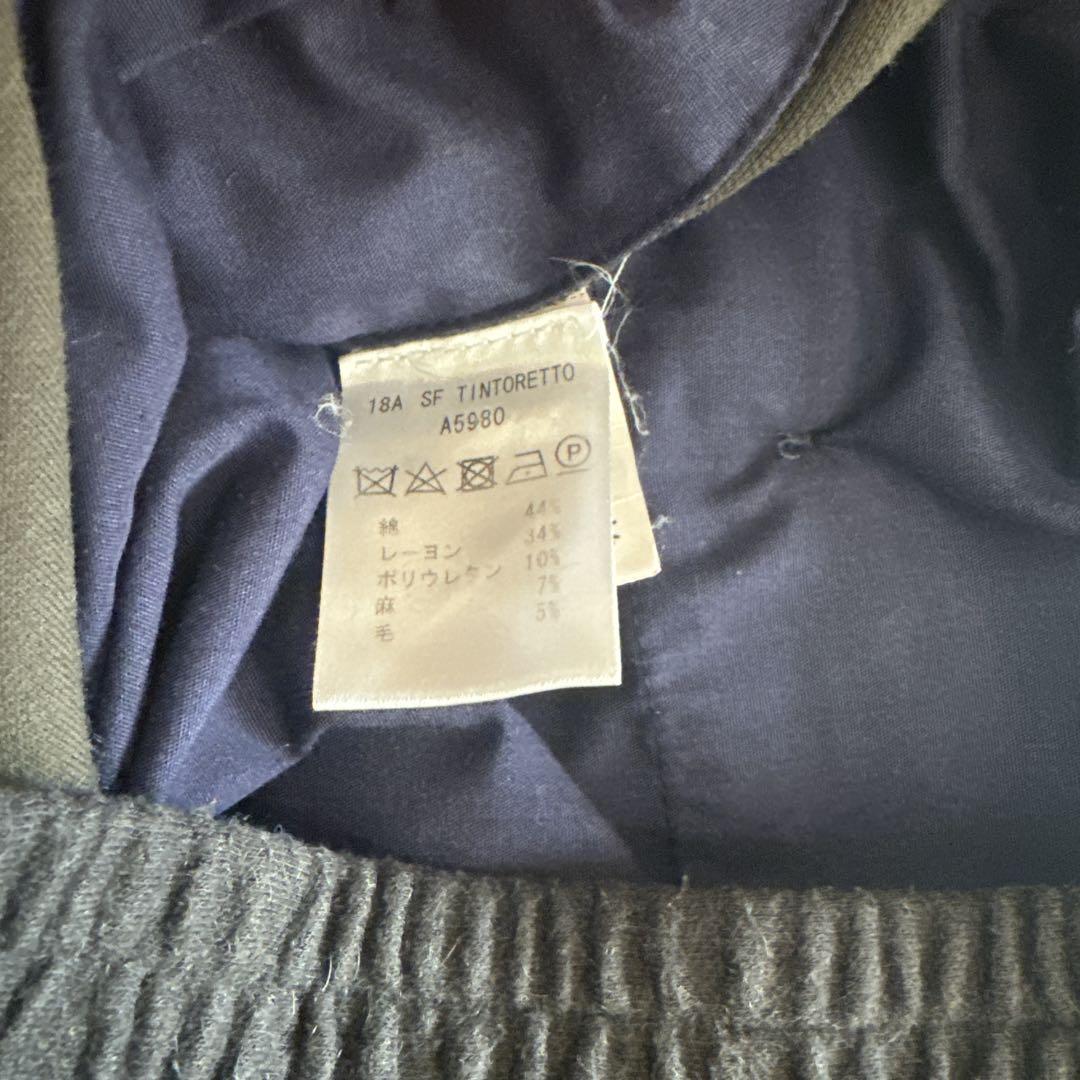 18A SF TINTORETTO
A5980
P
綿 44%
レーヨン 34%
ポリウレタン 10%
麻 7%
毛 5%